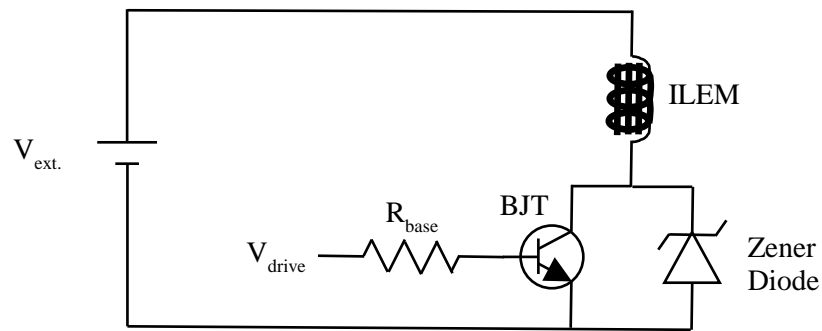 ILEM
V_ext.
BJT
R_base
V_drive
Zener
Diode